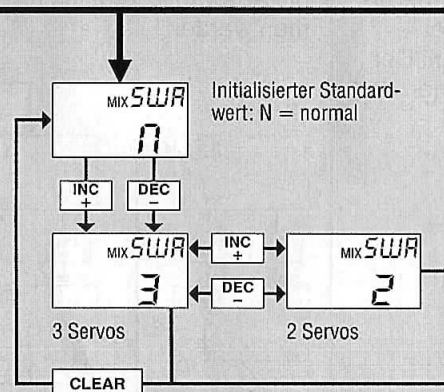 MIX SWA
N
Initialisierter Standard-
wert: N = normal
INC
+
DEC
–
MIX SWA
3
INC
+
DEC
–
MIX SWA
2
3 Servos
2 Servos
CLEAR